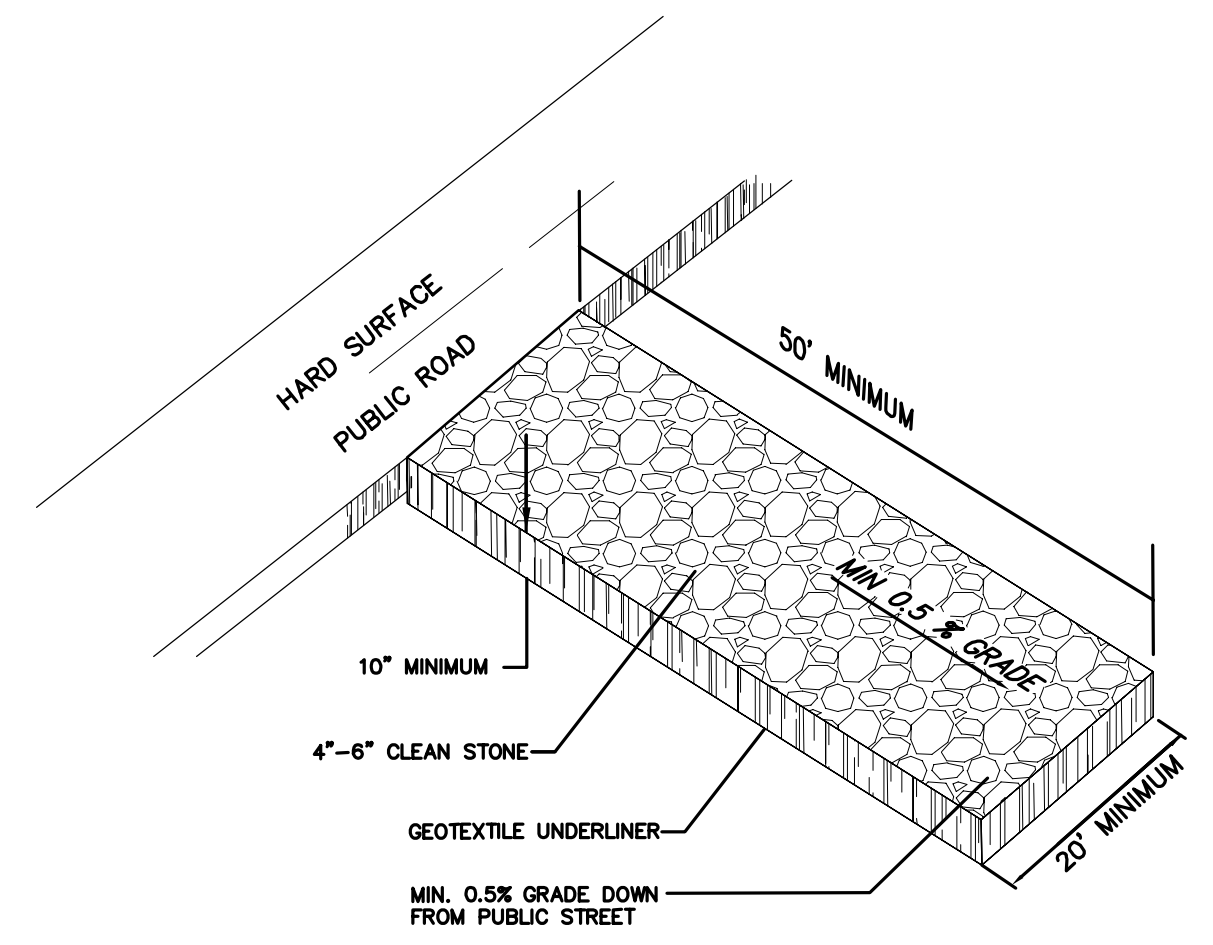 HARD SURFACE
PUBLIC ROAD
50' MINIMUM
MIN 0.5 % GRADE
10" MINIMUM
4"-6" CLEAN STONE
GEOTEXTILE UNDERLINER
20' MINIMUM
MIN. 0.5% GRADE DOWN
FROM PUBLIC STREET